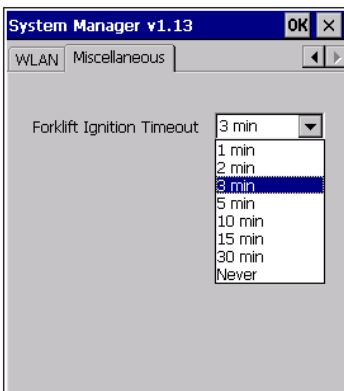 System Manager v1.13 OK ×
WLAN Miscellaneous
Forklift Ignition Timeout 3 min
1 min
2 min
3 min
5 min
10 min
15 min
30 min
Never